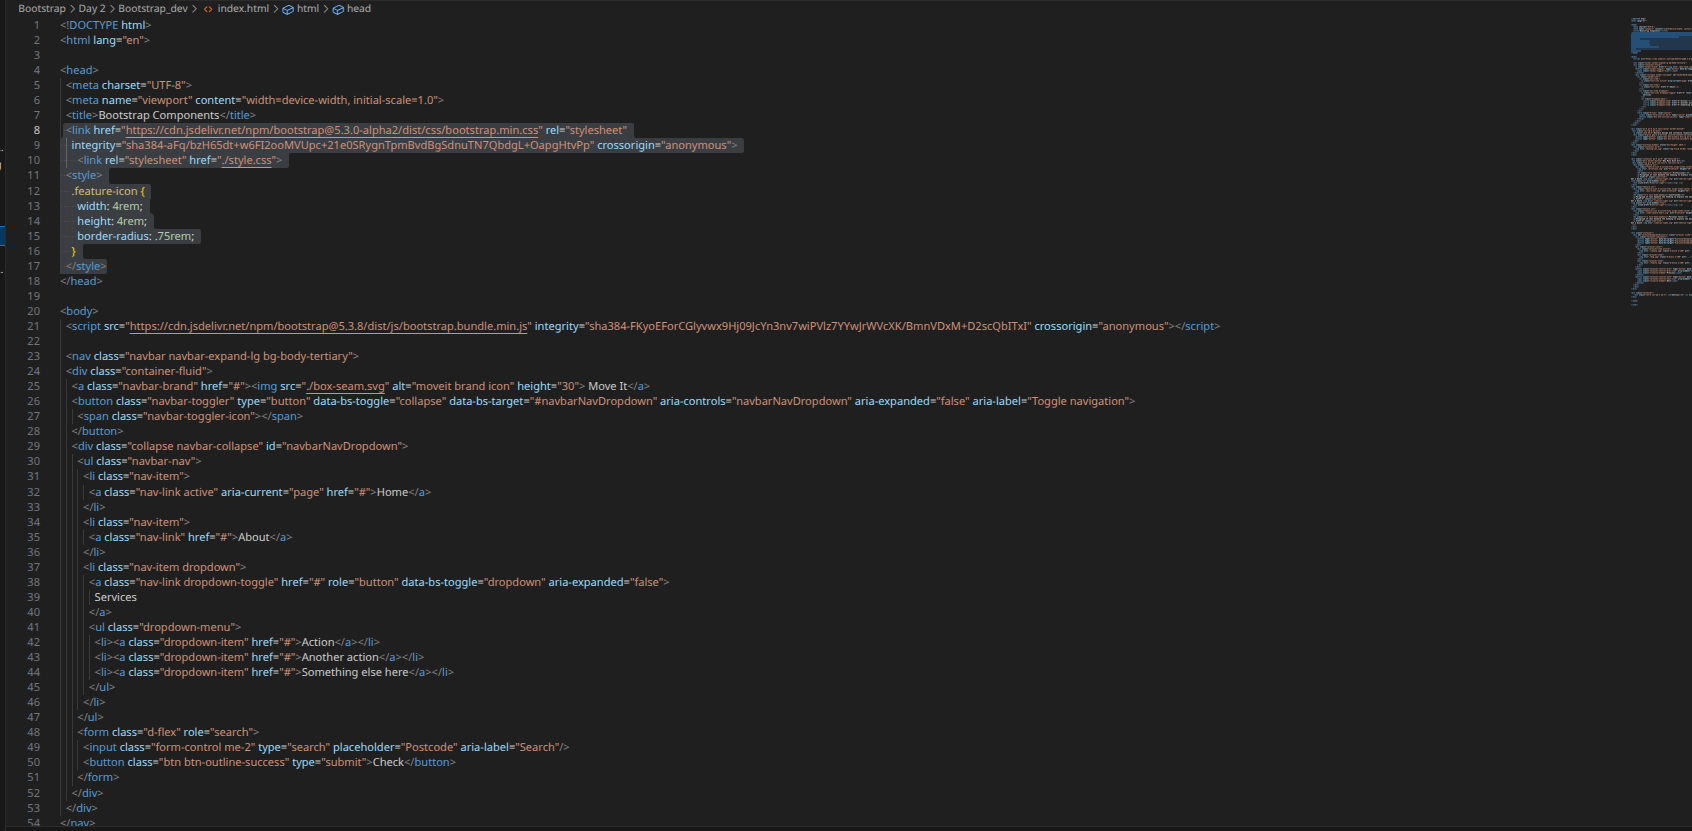 Bootstrap > Day 2 > Bootstrap_dev > <> index.html > html > head
1 <!DOCTYPE html>
2 <html lang="en">
3
4 <head>
5 <meta charset="UTF-8">
6 <meta name="viewport" content="width=device-width, initial-scale=1.0">
7 <title>Bootstrap Components</title>
8 <link href="https://cdn.jsdelivr.net/npm/bootstrap@5.3.0-alpha2/dist/css/bootstrap.min.css" rel="stylesheet"
9 integrity="sha384-aFq/bzH65dt+w6FI2ooMVUpc+21e0SRygnTpmBvdBgSdnuTN7QbdgL+OapgHtvPp" crossorigin="anonymous">
10 <link rel="stylesheet" href="./style.css">
11 <style>
12 .feature-icon {
13 width: 4rem;
14 height: 4rem;
15 border-radius: .75rem;
16 }
17 </style>
18 </head>
19
20 <body>
21 <script src="https://cdn.jsdelivr.net/npm/bootstrap@5.3.8/dist/js/bootstrap.bundle.min.js" integrity="sha384-FKyoEForCGlyvwx9Hj09JcYn3nv7wiPVlz7YYwJrWVcXK/BmnVDxM+D2scQbITxI" crossorigin="anonymous"></script>
22
23 <nav class="navbar navbar-expand-lg bg-body-tertiary">
24 <div class="container-fluid">
25 <a class="navbar-brand" href="#"><img src="./box-seam.svg" alt="moveit brand icon" height="30"> Move It</a>
26 <button class="navbar-toggler" type="button" data-bs-toggle="collapse" data-bs-target="#navbarNavDropdown" aria-controls="navbarNavDropdown" aria-expanded="false" aria-label="Toggle navigation">
27 <span class="navbar-toggler-icon"></span>
28 </button>
29 <div class="collapse navbar-collapse" id="navbarNavDropdown">
30 <ul class="navbar-nav">
31 <li class="nav-item">
32 <a class="nav-link active" aria-current="page" href="#">Home</a>
33 </li>
34 <li class="nav-item">
35 <a class="nav-link" href="#">About</a>
36 </li>
37 <li class="nav-item dropdown">
38 <a class="nav-link dropdown-toggle" href="#" role="button" data-bs-toggle="dropdown" aria-expanded="false">
39 Services
40 </a>
41 <ul class="dropdown-menu">
42 <li><a class="dropdown-item" href="#">Action</a></li>
43 <li><a class="dropdown-item" href="#">Another action</a></li>
44 <li><a class="dropdown-item" href="#">Something else here</a></li>
45 </ul>
46 </li>
47 </ul>
48 <form class="d-flex" role="search">
49 <input class="form-control me-2" type="search" placeholder="Postcode" aria-label="Search"/>
50 <button class="btn btn-outline-success" type="submit">Check</button>
51 </form>
52 </div>
53 </div>
54 </nav>